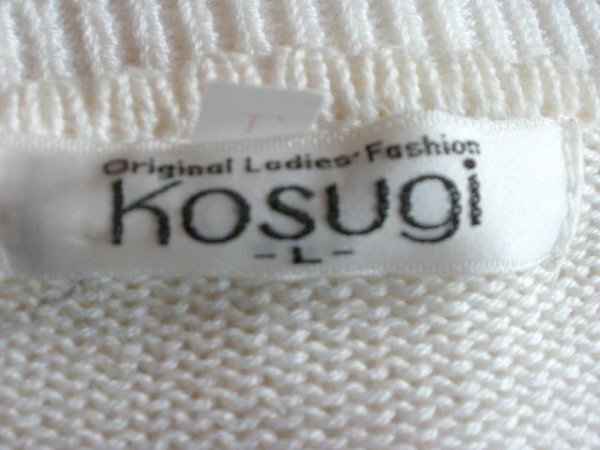 Original Ladies' Fashion
Kosugi
-L-